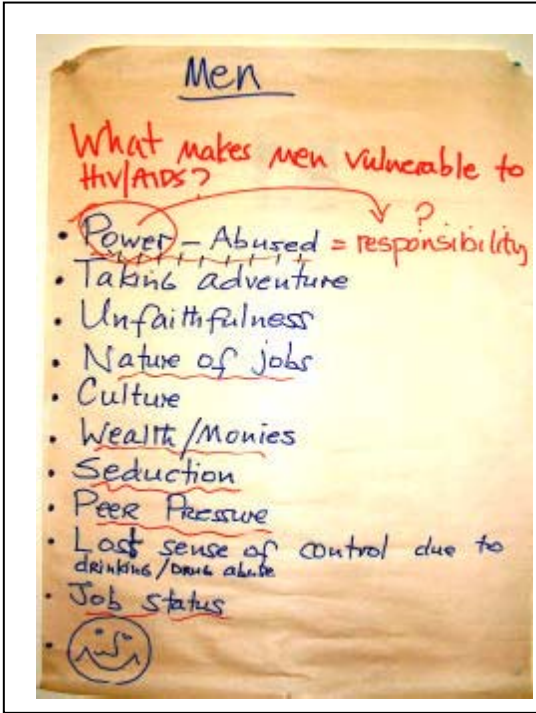 Men
What makes men vulnerable to
HIV/AIDS?
?
• Power – Abused = responsibility
• Taking adventure
• Unfaithfulness
• Nature of jobs
• Culture
• Wealth/Monies
• Seduction
• Peer Pressure
• Lost sense of control due to
drinking/Drug abuse
• Job status
•